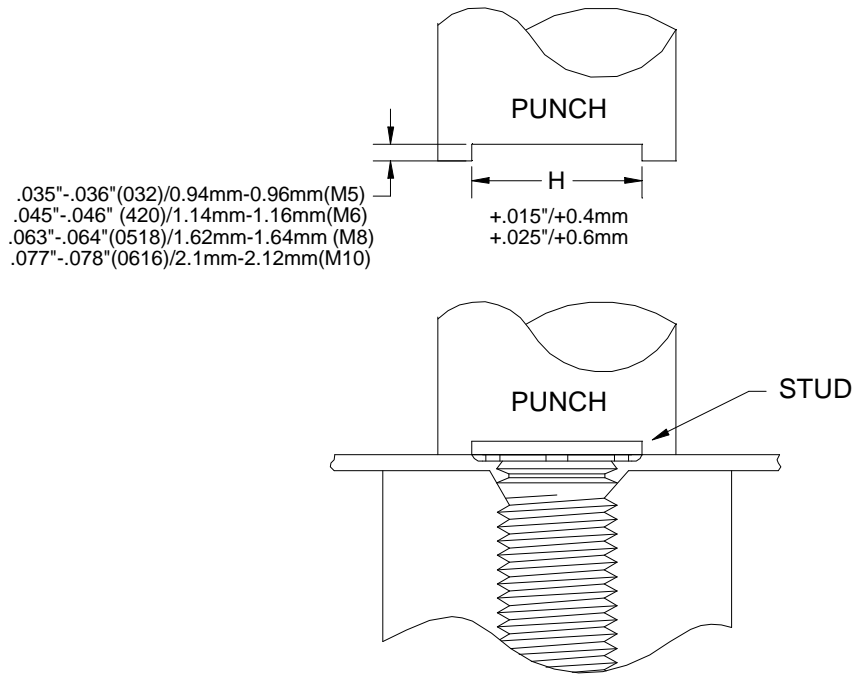 PUNCH
H
.035"-.036"(032)/0.94mm-0.96mm(M5)
.045"-.046" (420)/1.14mm-1.16mm(M6)
.063"-.064"(0518)/1.62mm-1.64mm (M8)
.077"-.078"(0616)/2.1mm-2.12mm(M10)
+.015"/+0.4mm
+.025"/+0.6mm
PUNCH
STUD